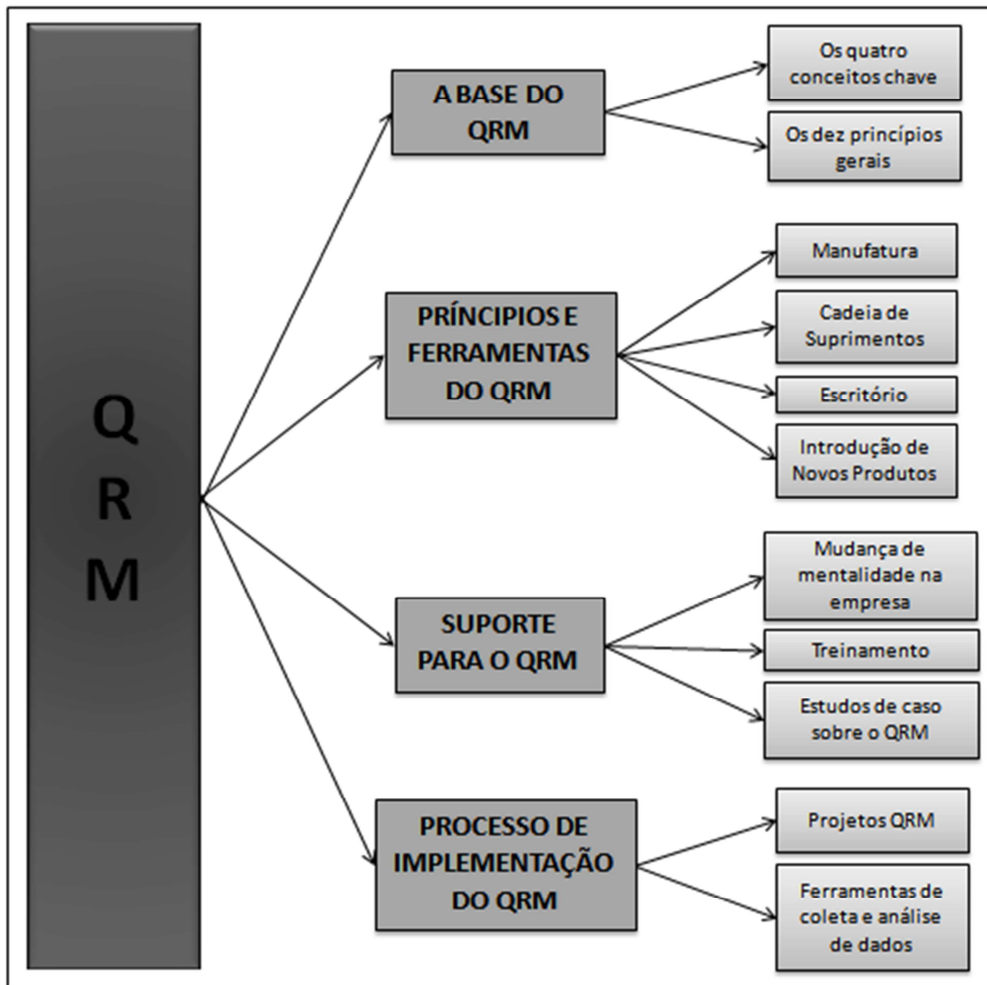 Q
R
M
A BASE DO
QRM
Os quatro
conceitos chave
Os dez princípios
gerais
PRÍNCIPIOS E
FERRAMENTAS
DO QRM
Manufatura
Cadeia de
Suprimentos
Escritório
Introdução de
Novos Produtos
SUPORTE
PARA O QRM
Mudança de
mentalidade na
empresa
Treinamento
Estudos de caso
sobre o QRM
PROCESSO DE
IMPLEMENTAÇÃO
DO QRM
Projetos QRM
Ferramentas de
coleta e análise
de dados